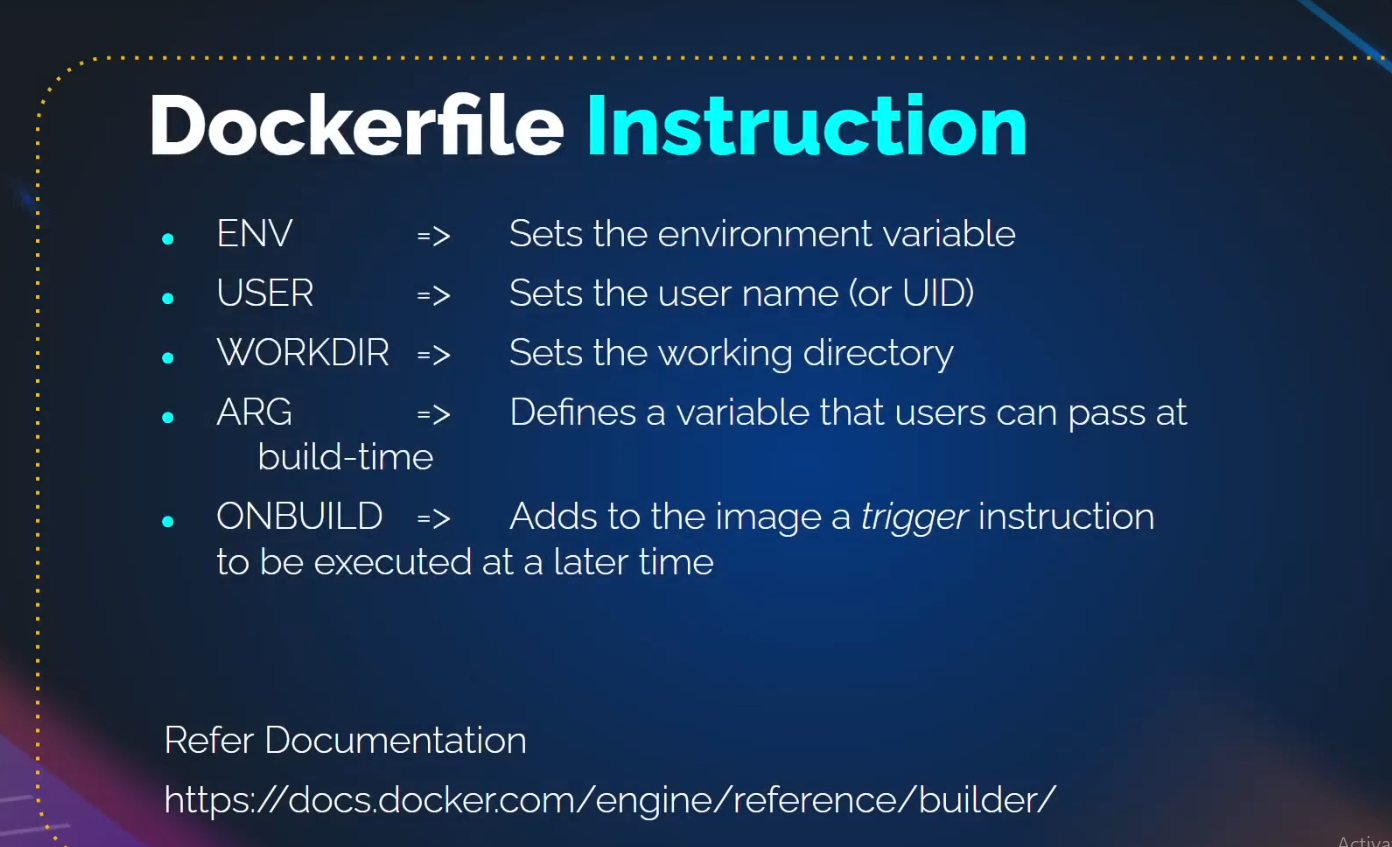 Dockerfile Instruction
• ENV => Sets the environment variable
• USER => Sets the user name (or UID)
• WORKDIR => Sets the working directory
• ARG => Defines a variable that users can pass at
build-time
• ONBUILD => Adds to the image a trigger instruction
to be executed at a later time
Refer Documentation
https://docs.docker.com/engine/reference/builder/
Activa